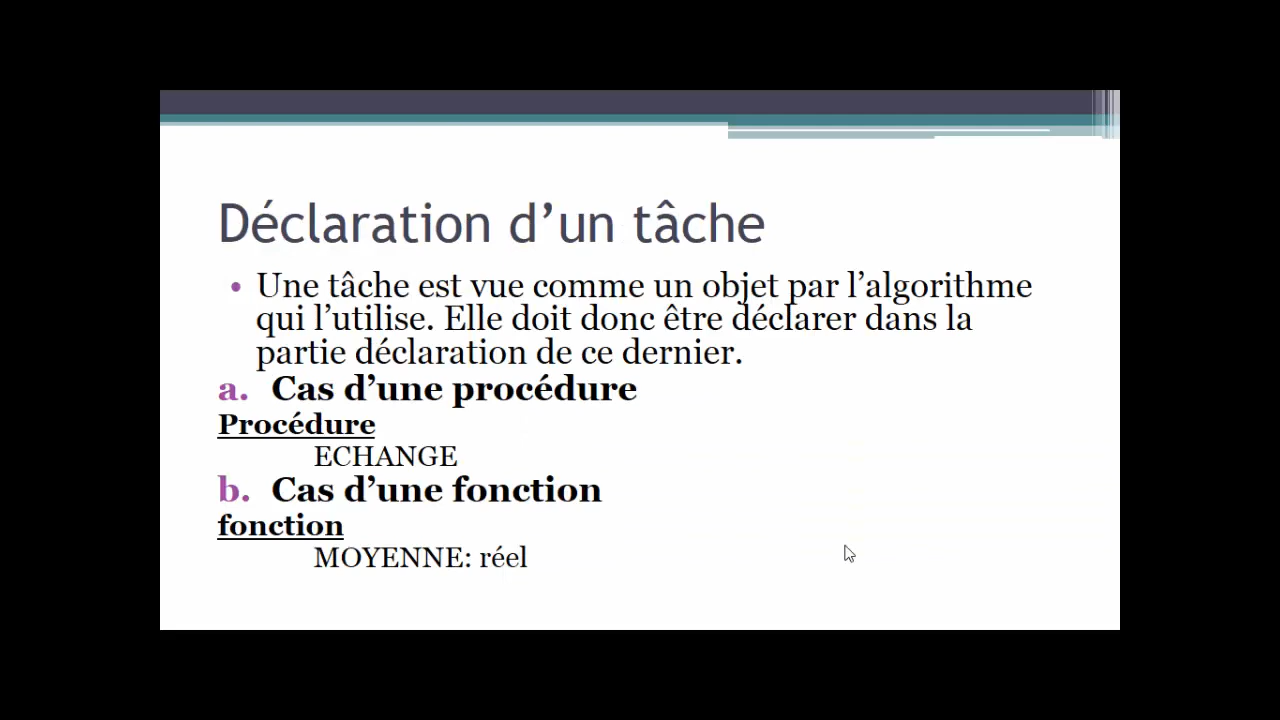 Déclaration d’un tâche
• Une tâche est vue comme un objet par l’algorithme
qui l’utilise. Elle doit donc être déclarer dans la
partie déclaration de ce dernier.
a. Cas d’une procédure
Procédure
ECHANGE
b. Cas d’une fonction
fonction
MOYENNE: réel